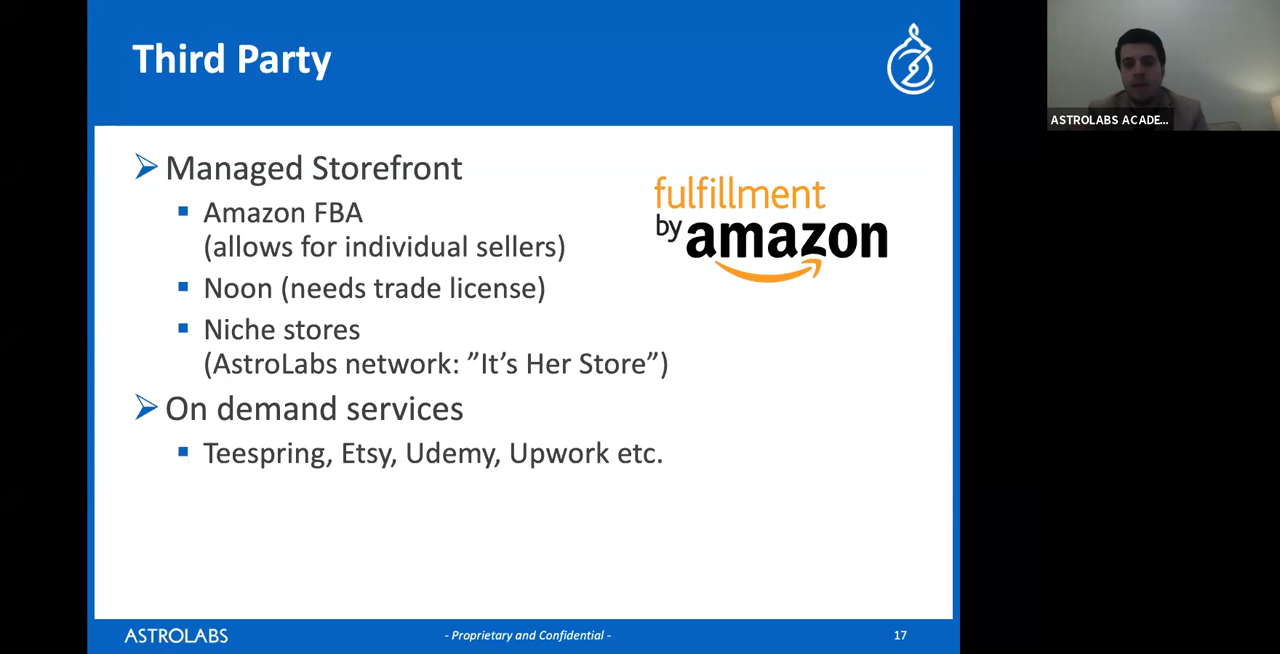 Third Party
ASTROLABS ACADE...
Managed Storefront
Amazon FBA
(allows for individual sellers)
Noon (needs trade license)
Niche stores
(AstroLabs network: ”It’s Her Store”)
On demand services
Teespring, Etsy, Udemy, Upwork etc.
fulfillment
by amazon
ASTROLABS
- Proprietary and Confidential -
17